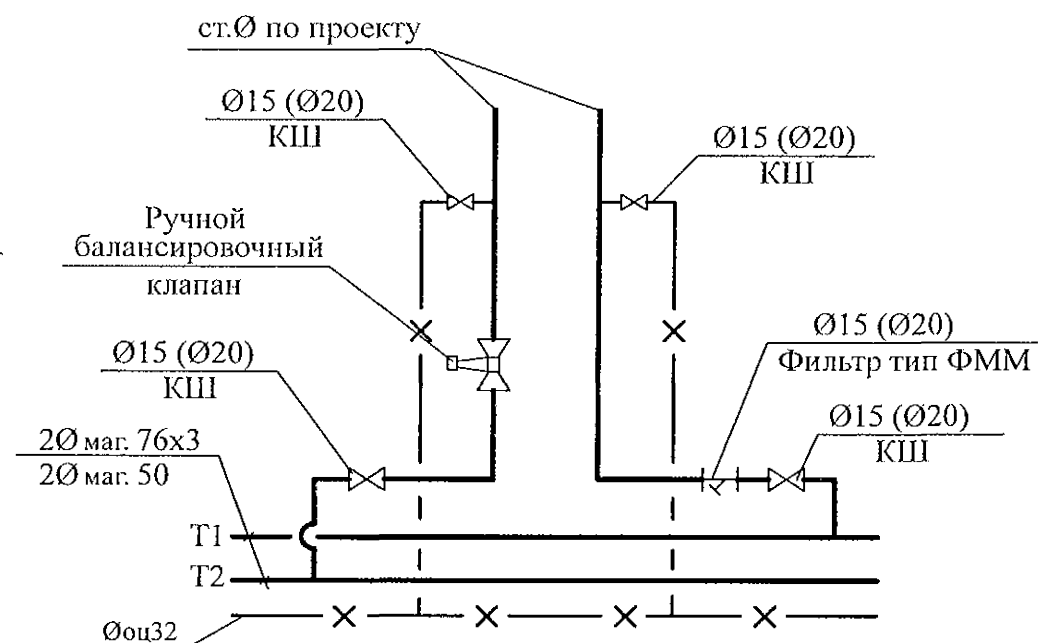 ст.Ø по проекту
Ø15 (Ø20)
КШ
Ø15 (Ø20)
КШ
Ручной
балансировочный
клапан
Ø15 (Ø20)
Фильтр тип ФММ
Ø15 (Ø20)
КШ
Ø15 (Ø20)
КШ
2Ø маг. 76х3
2Ø маг. 50
Т1
Т2
Øоц32